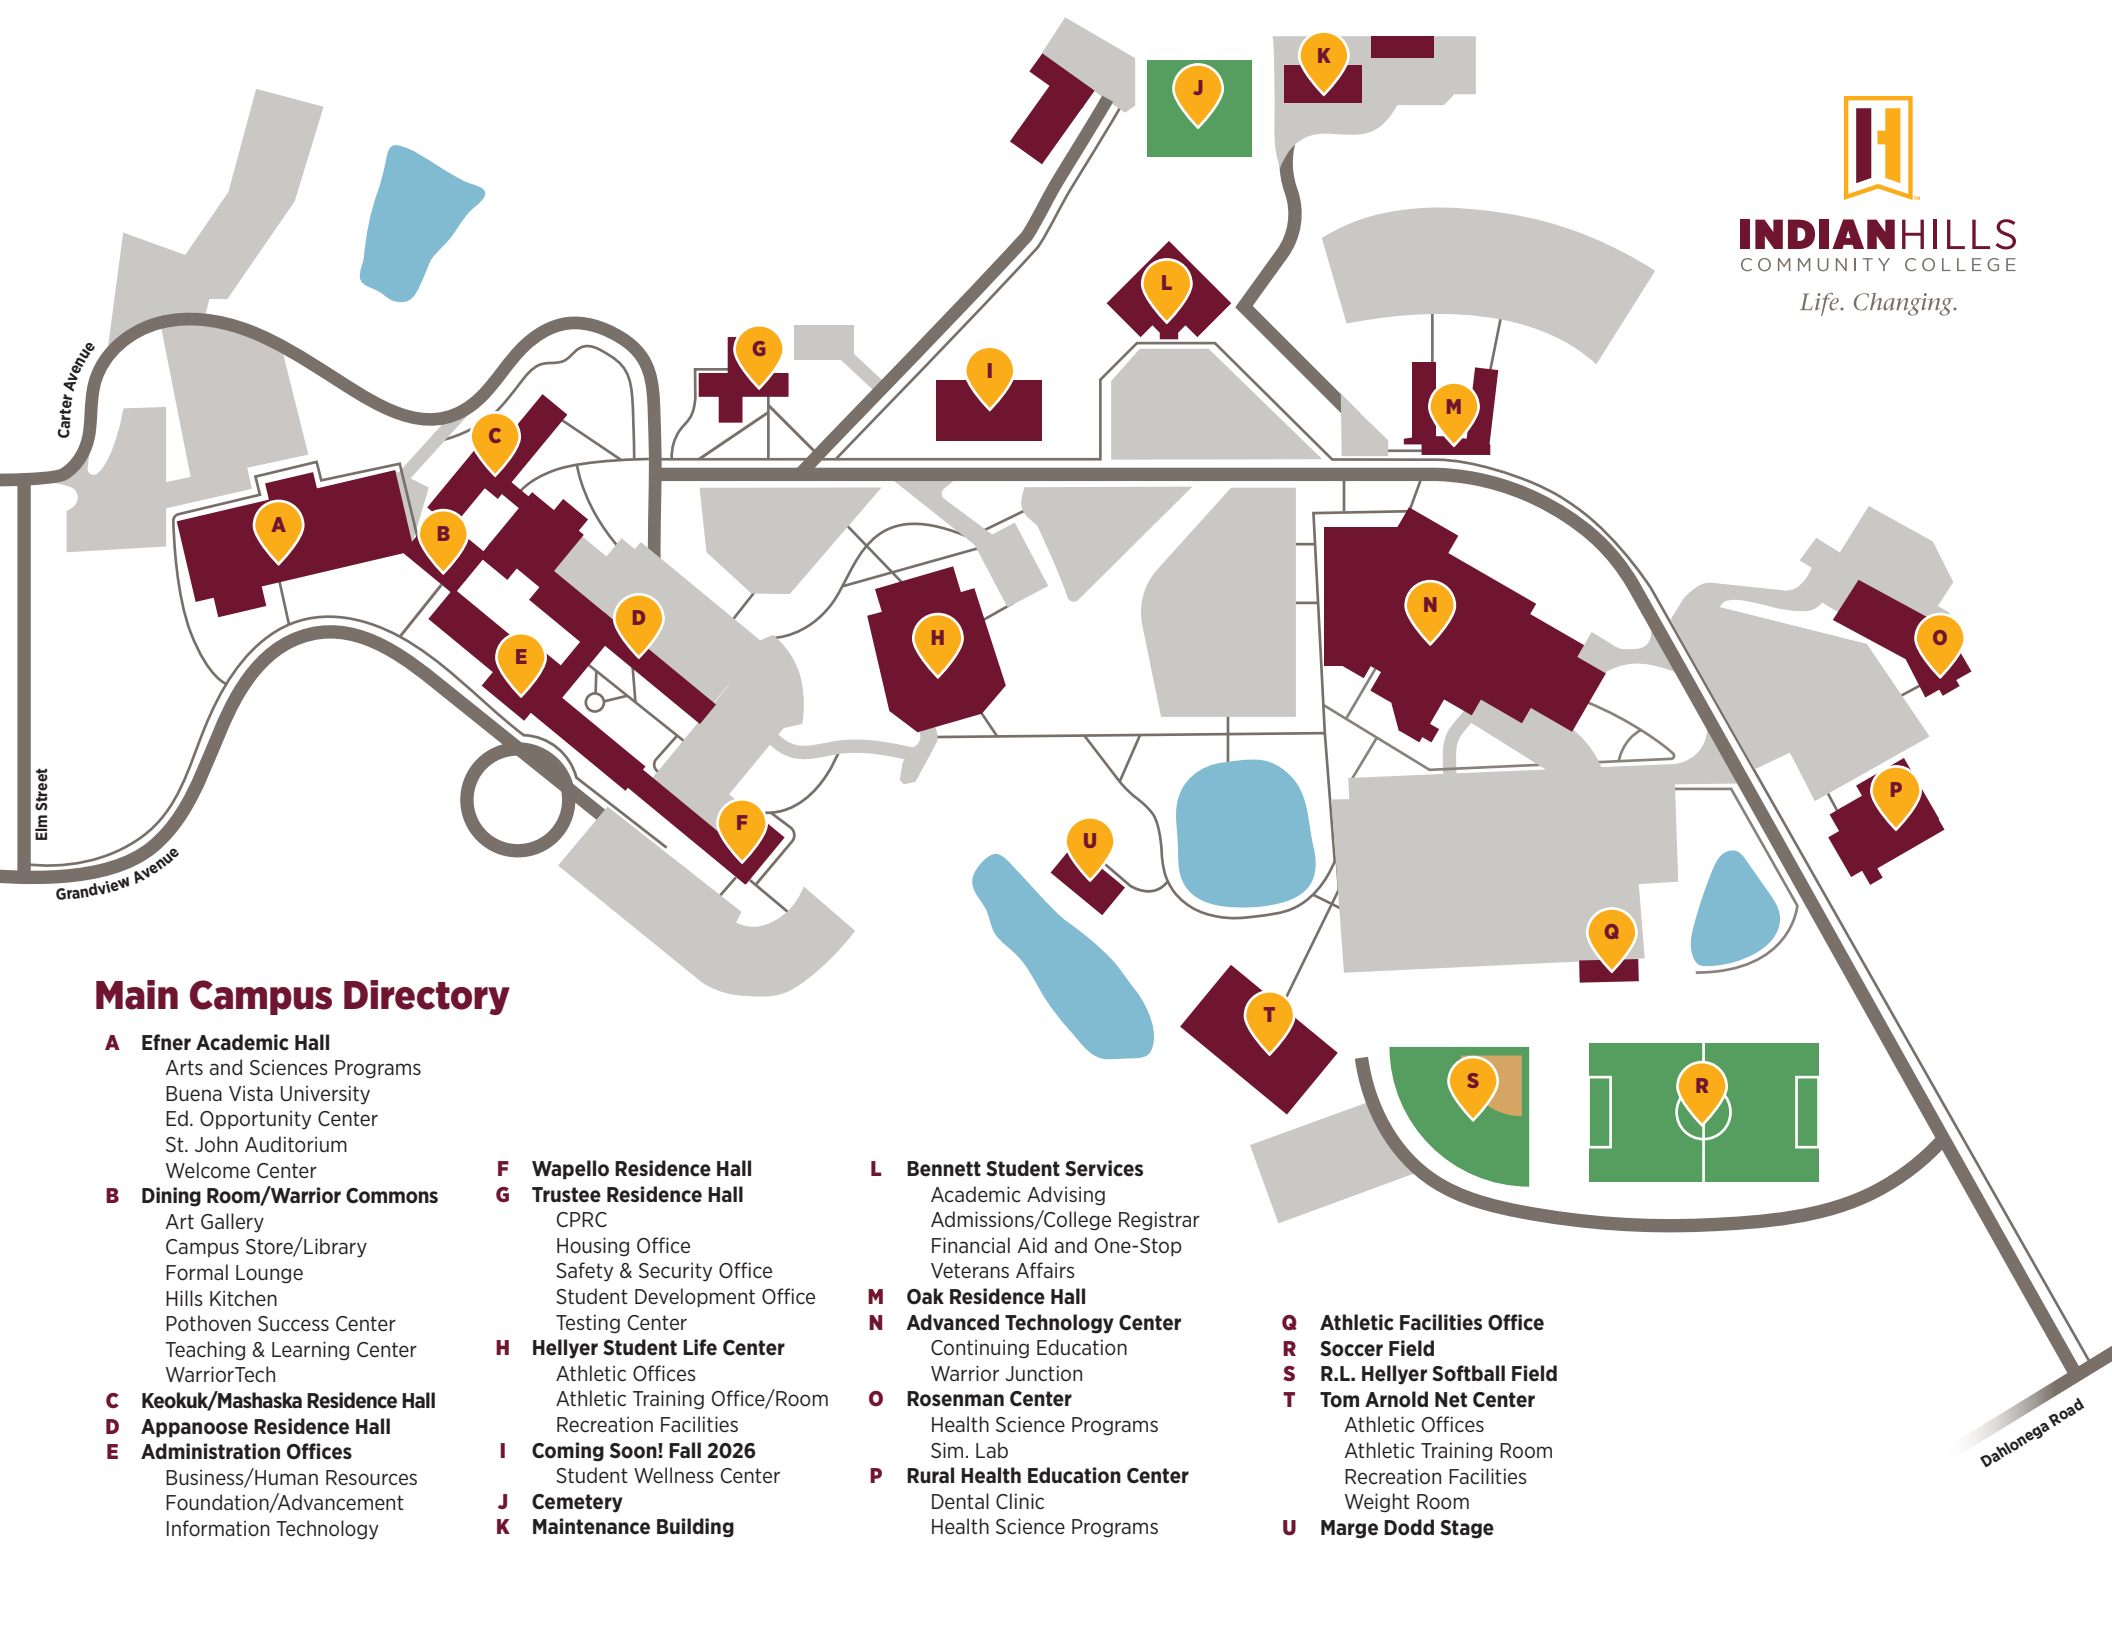 K
J
INDIANHILLS
COMMUNITY COLLEGE
Life. Changing.
L
Carter Avenue
G
I
M
C
A
B
N
D
H
O
E
P
Elm Street
F
U
Grandview Avenue
Q
T
S
R
Dahlonega Road
Main Campus Directory
A Efner Academic Hall
Arts and Sciences Programs
Buena Vista University
Ed. Opportunity Center
St. John Auditorium
Welcome Center
B Dining Room/Warrior Commons
Art Gallery
Campus Store/Library
Formal Lounge
Hills Kitchen
Pothoven Success Center
Teaching & Learning Center
WarriorTech
C Keokuk/Mashaska Residence Hall
D Appanoose Residence Hall
E Administration Offices
Business/Human Resources
Foundation/Advancement
Information Technology
F Wapello Residence Hall
G Trustee Residence Hall
CPRC
Housing Office
Safety & Security Office
Student Development Office
Testing Center
H Hellyer Student Life Center
Athletic Offices
Athletic Training Office/Room
Recreation Facilities
I Coming Soon! Fall 2026
Student Wellness Center
J Cemetery
K Maintenance Building
L Bennett Student Services
Academic Advising
Admissions/College Registrar
Financial Aid and One-Stop
Veterans Affairs
M Oak Residence Hall
N Advanced Technology Center
Continuing Education
Warrior Junction
O Rosenman Center
Health Science Programs
Sim. Lab
P Rural Health Education Center
Dental Clinic
Health Science Programs
Q Athletic Facilities Office
R Soccer Field
S R.L. Hellyer Softball Field
T Tom Arnold Net Center
Athletic Offices
Athletic Training Room
Recreation Facilities
Weight Room
U Marge Dodd Stage